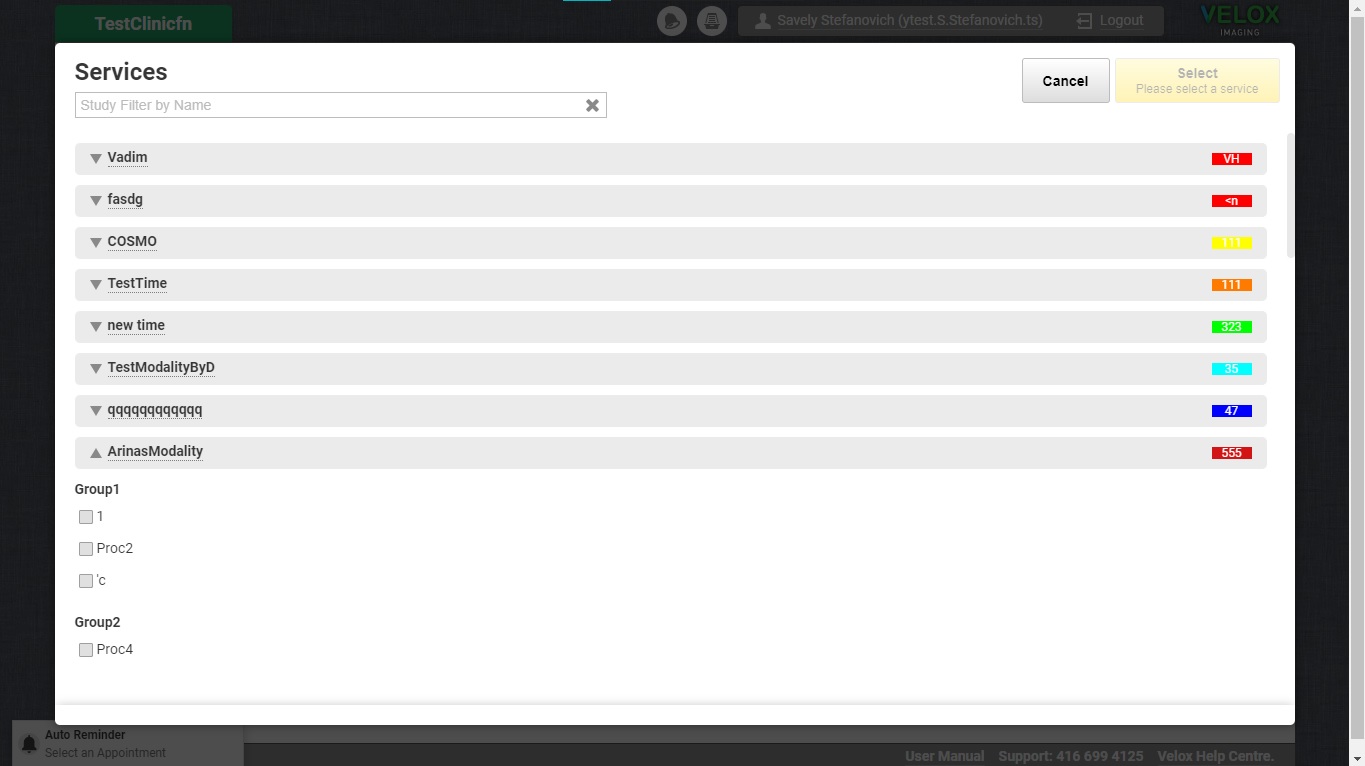 TestClinicfn
Savely Stefanovich (ytest.S.Stefanovich.ts)
Logout
VELOX
IMAGING
Services
Cancel
Select
Please select a service
Study Filter by Name
Vadim
VH
fasdg
<n
COSMO
111
TestTime
111
new time
323
TestModalityByD
35
qqqqqqqqqqqq
47
ArinasModality
555
Group1
1
Proc2
'c
Group2
Proc4
Auto Reminder
Select an Appointment
User Manual
Support: 416 699 4125
Velox Help Centre.